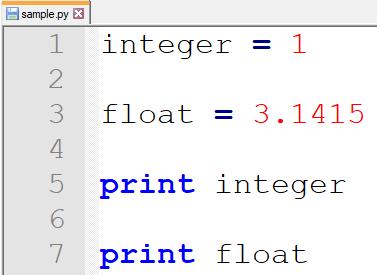 sample.py
1 integer = 1
2
3 float = 3.1415
4
5 print integer
6
7 print float